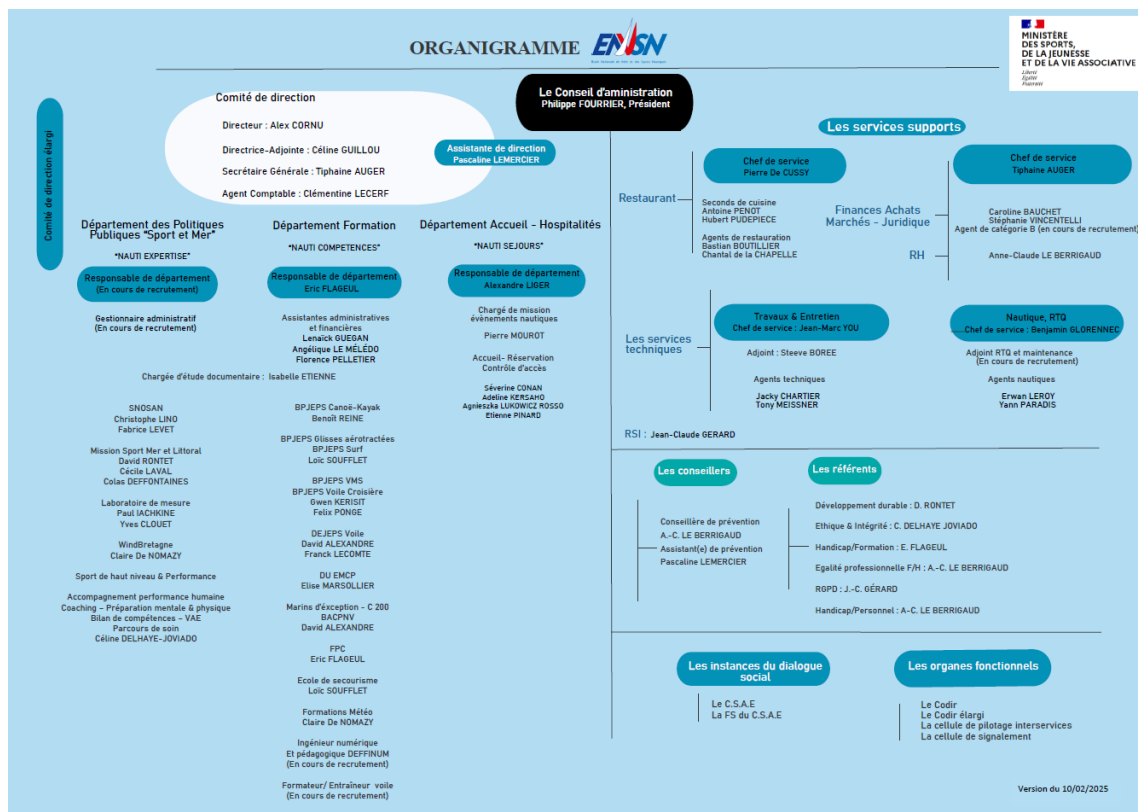 ORGANIGRAMME ENVSN
MINISTÈRE
DES SPORTS,
DE LA JEUNESSE
ET DE LA VIE ASSOCIATIVE
Liberté
Égalité
Fraternité
Le Conseil d'aministration
Philippe FOURRIER, Président
Comité de direction élargi
Comité de direction
Directeur : Alex CORNU
Directrice-Adjointe : Céline GUILLOU
Secrétaire Générale : Tiphaine AUGER
Agent Comptable : Clémentine LECERF
Assistante de direction
Pascaline LEMERCIER
Département des Politiques
Publiques "Sport et Mer"
"NAUTI EXPERTISE"
Responsable de département
(En cours de recrutement)
Gestionnaire administratif
(En cours de recrutement)
Département Formation
"NAUTI COMPETENCES"
Responsable de département
Eric FLAGEUL
Assistantes administratives
et financières
Lenaïck GUEGAN
Angélique LE MÉLÉDO
Florence PELLETIER
Département Accueil - Hospitalités
"NAUTI SEJOURS"
Responsable de département
Alexandre LIGER
Chargé de mission
évènements nautiques
Pierre MOUROT
Accueil- Réservation
Contrôle d'accès
Séverine CONAN
Adeline KERSAHO
Agnieszka LUKOWICZ ROSSO
Etienne PINARD
Chargée d'étude documentaire : Isabelle ETIENNE
SNOSAN
Christophe LINO
Fabrice LEVET
Mission Sport Mer et Littoral
David RONTET
Cécile LAVAL
Colas DEFFONTAINES
Laboratoire de mesure
Paul IACHKINE
Yves CLOUET
WindBretagne
Claire De NOMAZY
Sport de haut niveau & Performance
Accompagnement performance humaine
Coaching – Préparation mentale & physique
Bilan de compétences – VAE
Parcours de soin
Céline DELHAYE-JOVIADO
BPJEPS Canoë-Kayak
Benoît REINE
BPJEPS Glisses aérotractées
BPJEPS Surf
Loïc SOUFFLET
BPJEPS VMS
BPJEPS Voile Croisière
Gwen KERISIT
Felix PONGE
DEJEPS Voile
David ALEXANDRE
Franck LECOMTE
DU EMCP
Elise MARSOLLIER
Marins d'éxception - C 200
BACPNV
David ALEXANDRE
FPC
Eric FLAGEUL
Ecole de secourisme
Loïc SOUFFLET
Formations Météo
Claire De NOMAZY
Ingénieur numérique
Et pédagogique DEFFINUM
(En cours de recrutement)
Formateur/ Entraîneur voile
(En cours de recrutement)
Les services supports
Restaurant
Chef de service
Pierre De CUSSY
Seconds de cuisine
Antoine PENOT
Hubert PUDEPIECE
Agents de restauration
Bastian BOUTILLIER
Chantal de la CHAPELLE
Chef de service
Tiphaine AUGER
Finances Achats
Marchés - Juridique
Caroline BAUCHET
Stéphanie VINCENTELLI
Agent de catégorie B (en cours de recrutement)
RH
Anne-Claude LE BERRIGAUD
Les services
techniques
Travaux & Entretien
Chef de service : Jean-Marc YOU
Adjoint : Steeve BOREE
Agents techniques
Jacky CHARTIER
Tony MEISSNER
Nautique, RTQ
Chef de service : Benjamin GLORENNEC
Adjoint RTQ et maintenance
(En cours de recrutement)
Agents nautiques
Erwan LEROY
Yann PARADIS
RSI : Jean-Claude GERARD
Les conseillers
Conseillère de prévention
A.-C. LE BERRIGAUD
Assistant(e) de prévention
Pascaline LEMERCIER
Les référents
Développement durable : D. RONTET
Ethique & Intégrité : C. DELHAYE JOVIADO
Handicap/Formation : E. FLAGEUL
Egalité professionelle F/H : A.-C. LE BERRIGAUD
RGPD : J.-C. GÉRARD
Handicap/Personnel : A-C. LE BERRIGAUD
Les instances du dialogue
social
Le C.S.A.E
La FS du C.S.A.E
Les organes fonctionnels
Le Codir
Le Codir élargi
La cellule de pilotage interservices
La cellule de signalement
Version du 10/02/2025